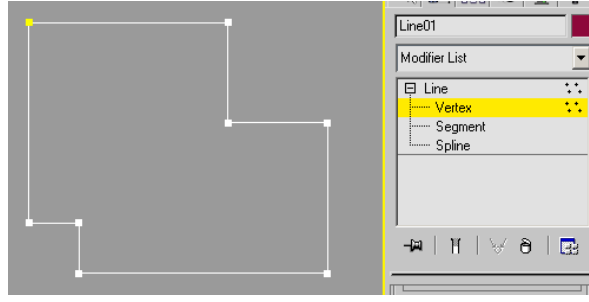 Line01
Modifier List
Line
Vertex
Segment
Spline